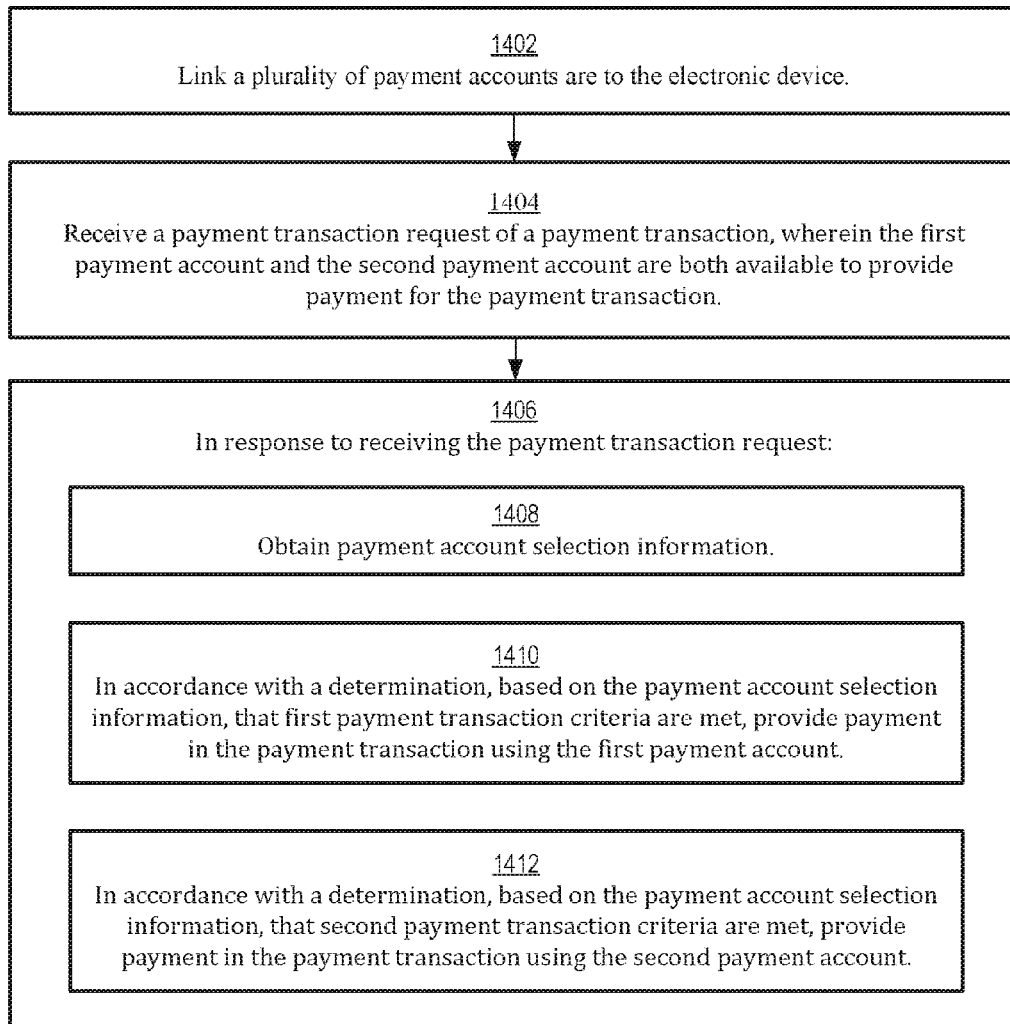 1402
Link a plurality of payment accounts are to the electronic device.
1404
Receive a payment transaction request of a payment transaction, wherein the first
payment account and the second payment account are both available to provide
payment for the payment transaction.
1406
In response to receiving the payment transaction request:
1408
Obtain payment account selection information.
1410
In accordance with a determination, based on the payment account selection
information, that first payment transaction criteria are met, provide payment
in the payment transaction using the first payment account.
1412
In accordance with a determination, based on the payment account selection
information, that second payment transaction criteria are met, provide
payment in the payment transaction using the second payment account.